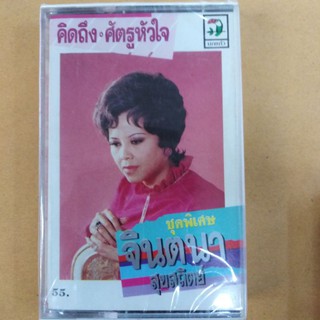 คิดถึง • ศัตรูหัวใจ
ชุดพิเศษ
จินตนา
สุขสถิตย์
55.